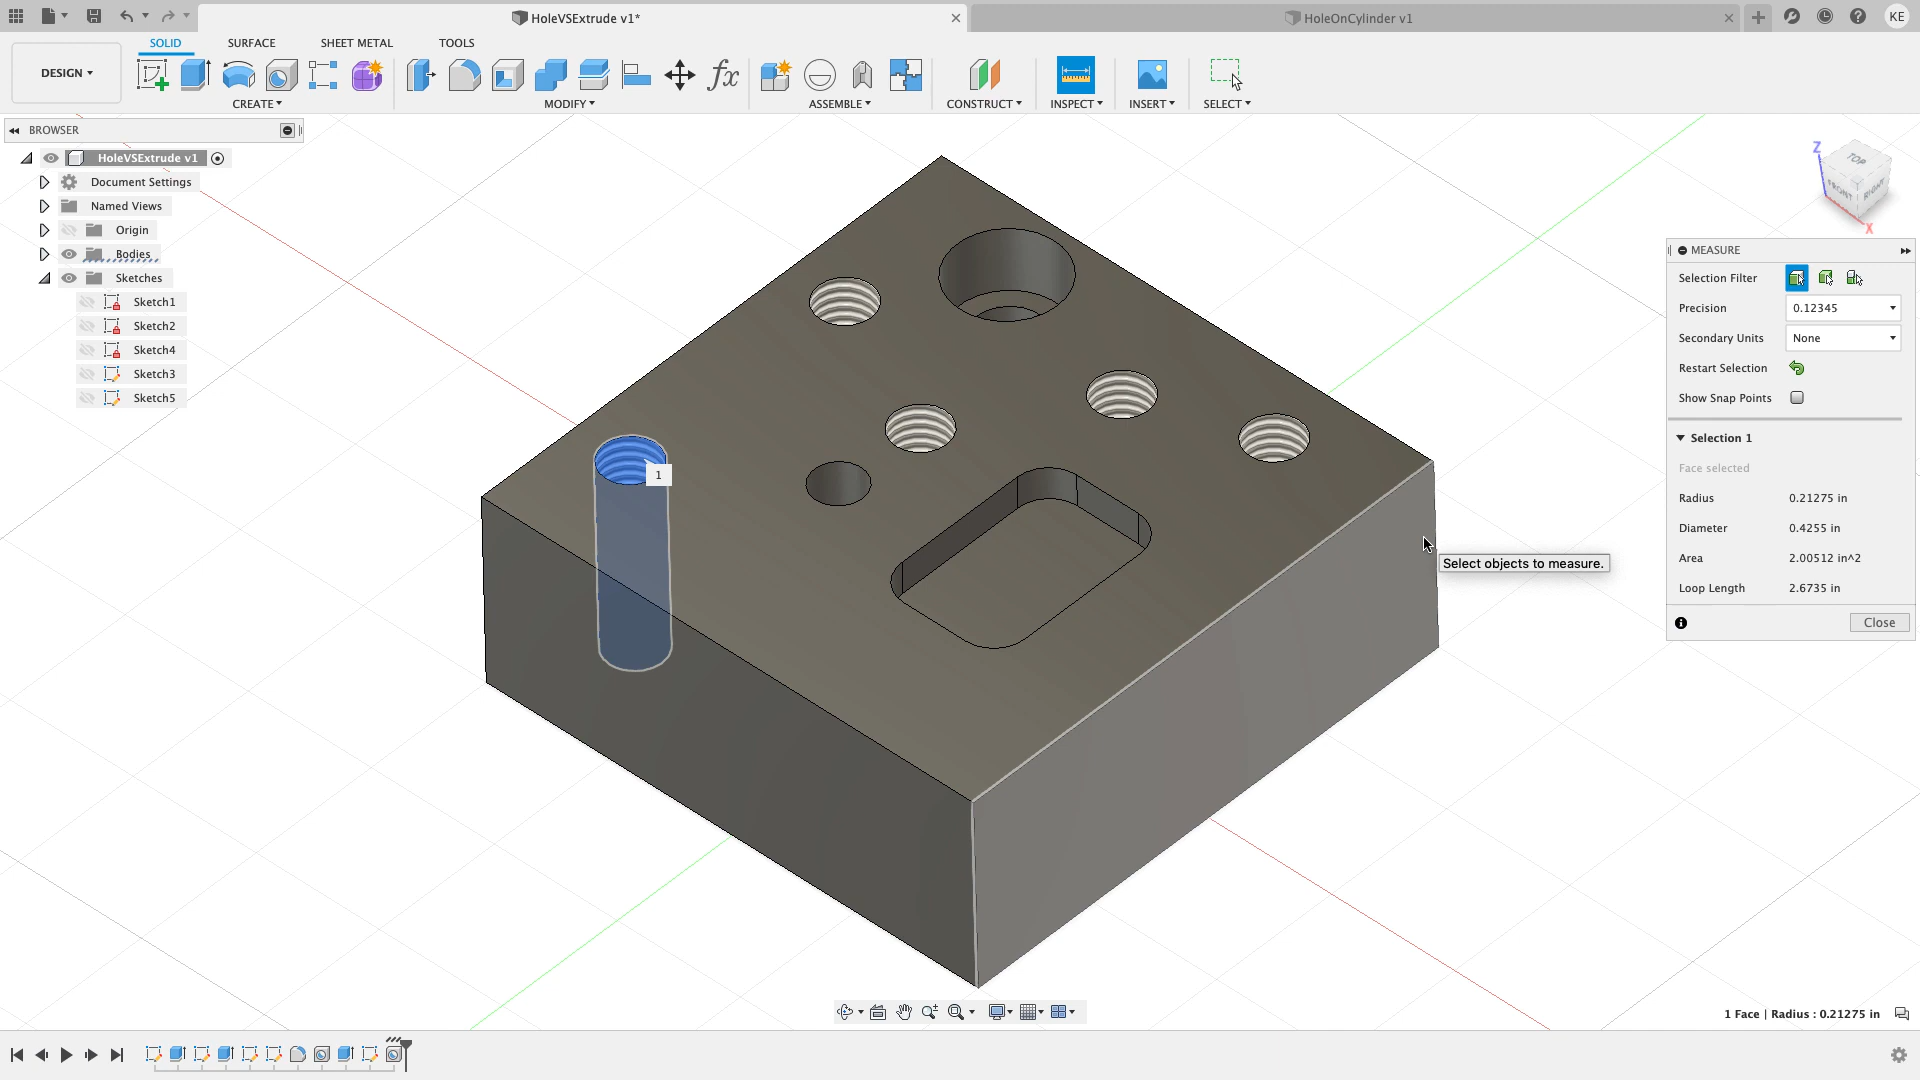 HoleVSExtrude v1*
HoleOnCylinder v1
KE
SOLID
SURFACE
SHEET METAL
TOOLS
DESIGN
CREATE
MODIFY
ASSEMBLE
CONSTRUCT
INSPECT
INSERT
SELECT
BROWSER
HoleVSExtrude v1
Document Settings
Named Views
Origin
Bodies
Sketches
Sketch1
Sketch2
Sketch4
Sketch3
Sketch5
1
Z
TOP
FRONT
RIGHT
X
MEASURE
Selection Filter
Precision 0.12345
Secondary Units None
Restart Selection
Show Snap Points
Selection 1
Face selected
Radius 0.21275 in
Diameter 0.4255 in
Area 2.00512 in^2
Loop Length 2.6735 in
Close
Select objects to measure.
1 Face | Radius : 0.21275 in